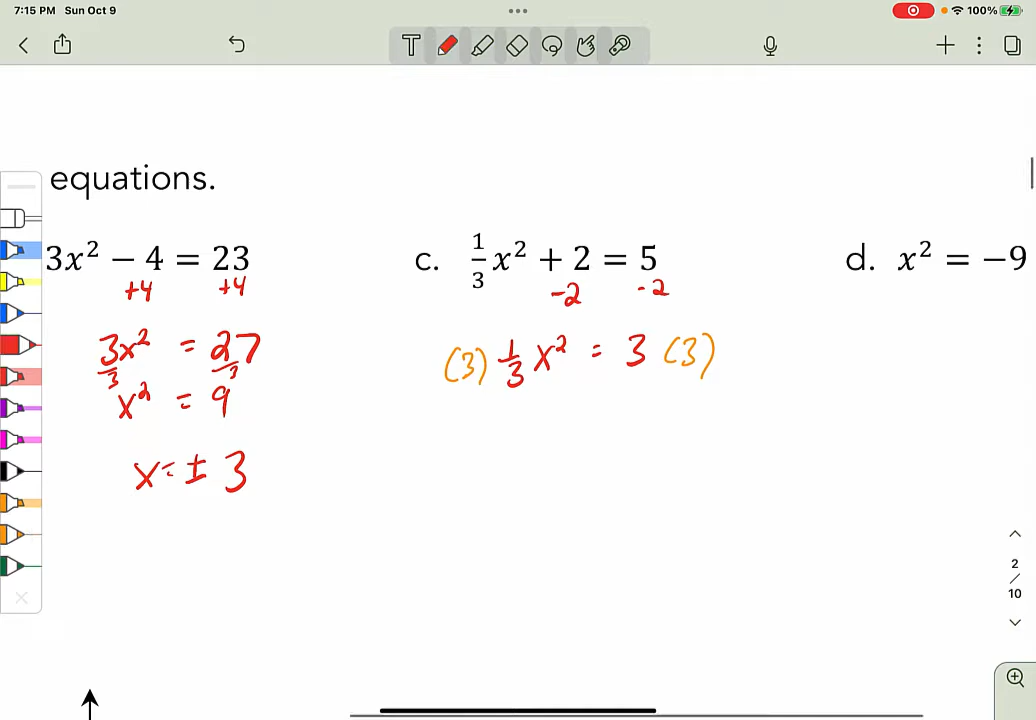 7:15 PM Sun Oct 9
100%
equations.
3x² − 4 = 23
+4 +4
3x² = 27
3 3
x² = 9
x = ± 3
c. 1/3 x² + 2 = 5
-2 -2
(3) 1/3 x² = 3 (3)
d. x² = −9
2
/
10